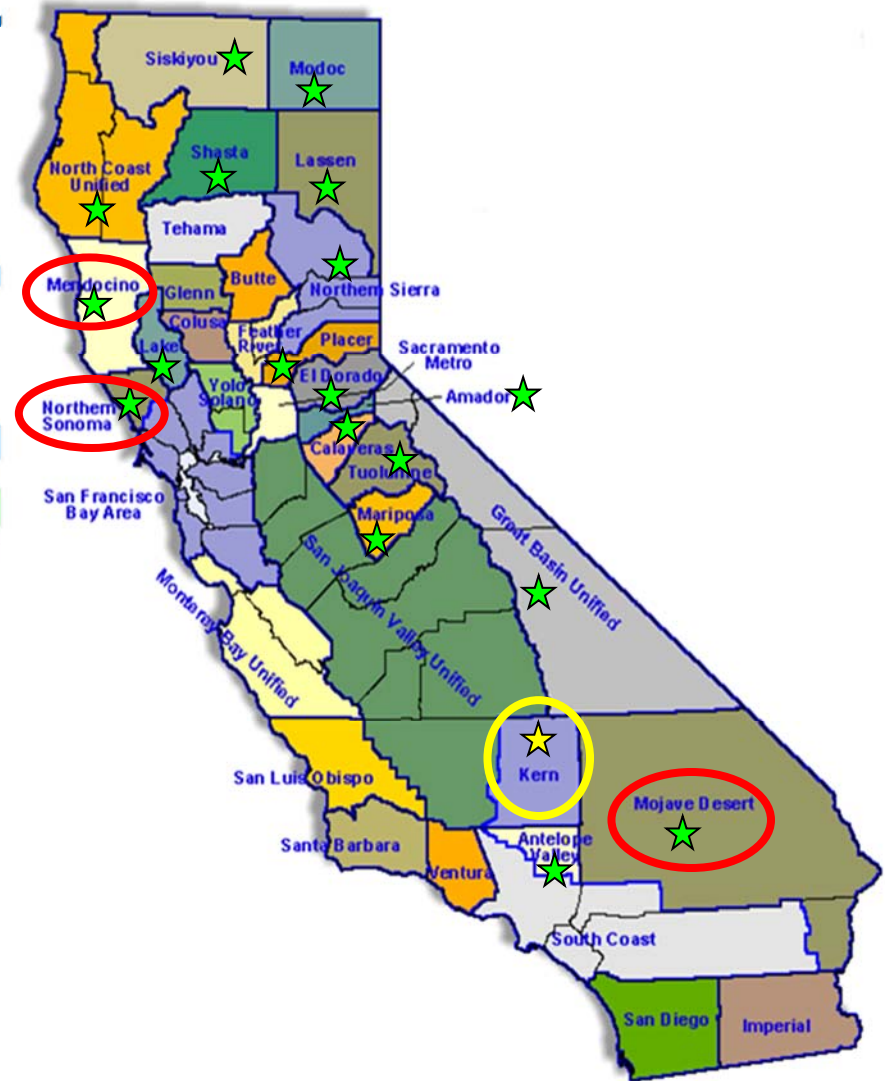 Siskiyou
Modoc
North Coast
Unified
Shasta
Lassen
Tehama
Mendocino
Glenn
Butte
Northern Sierra
Colusa
Feather
River
Placer
Lake
Sacramento
Metro
El Dorado
Yolo
Solano
Amador
Northern
Sonoma
Calaveras
Tuolumne
San Francisco
Bay Area
Mariposa
Great Basin Unified
San Joaquin Valley Unified
Monterey Bay Unified
Kern
San Luis Obispo
Mojave Desert
Santa Barbara
Antelope
Valley
Ventura
South Coast
San Diego
Imperial